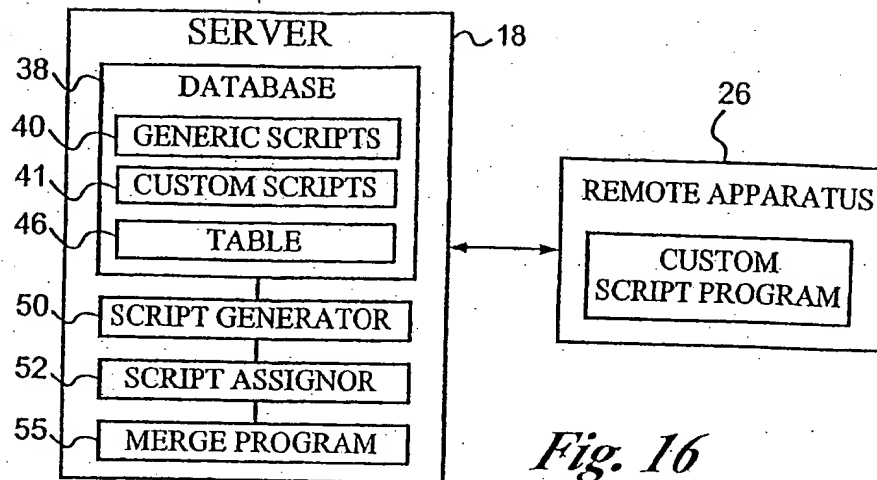 SERVER
18
38
DATABASE
40
GENERIC SCRIPTS
41
CUSTOM SCRIPTS
46
TABLE
50
SCRIPT GENERATOR
52
SCRIPT ASSIGNOR
55
MERGE PROGRAM
26
REMOTE APPARATUS
CUSTOM
SCRIPT PROGRAM
Fig. 16